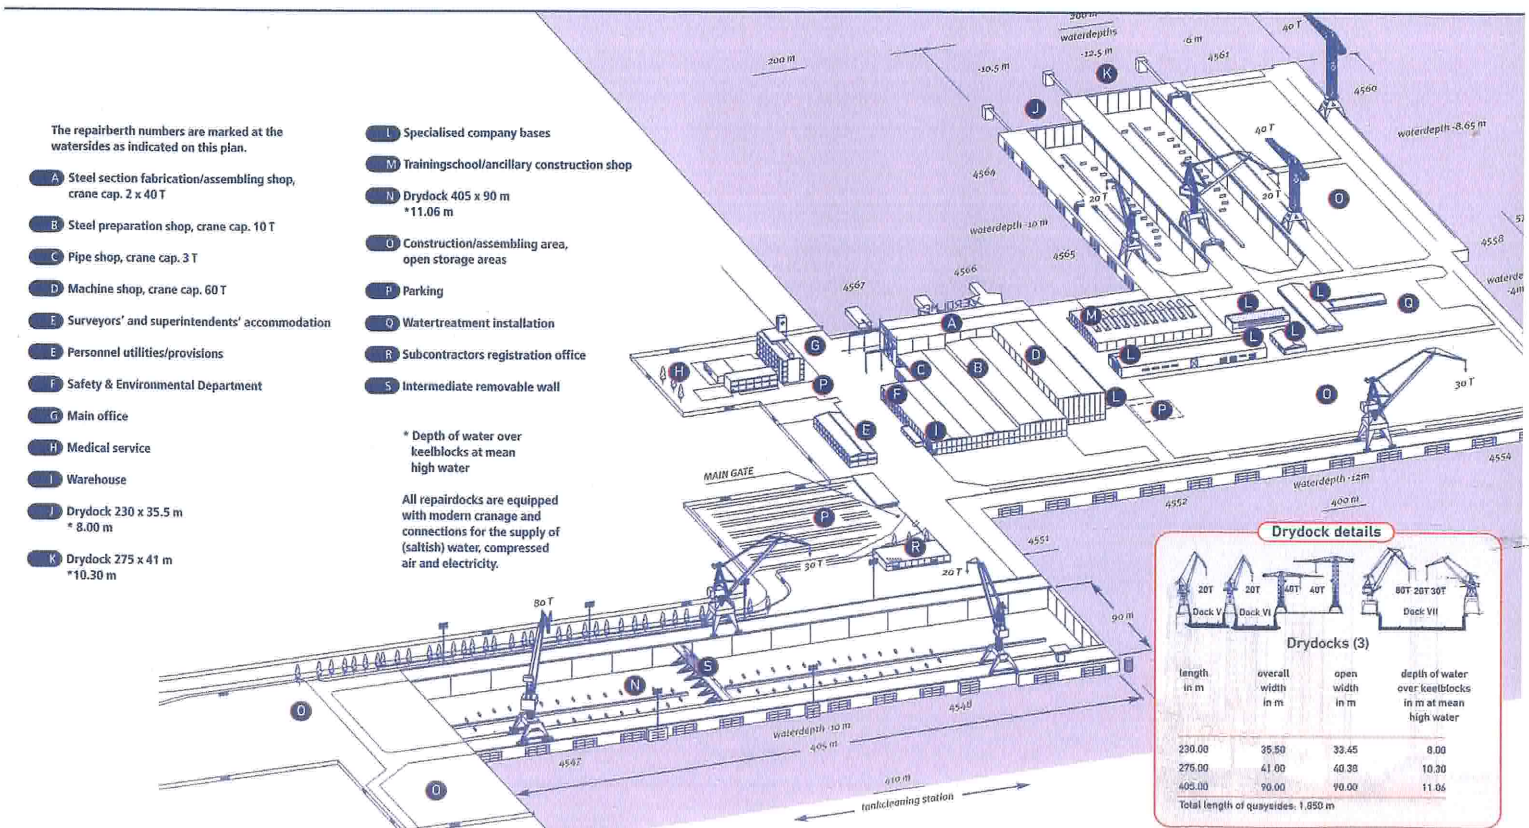 The repairberth numbers are marked at the
watersides as indicated on this plan.
A Steel section fabrication/assembling shop,
crane cap. 2 x 40 T
B Steel preparation shop, crane cap. 10 T
C Pipe shop, crane cap. 3 T
D Machine shop, crane cap. 60 T
E Surveyors' and superintendents' accommodation
E Personnel utilities/provisions
F Safety & Environmental Department
G Main office
H Medical service
I Warehouse
J Drydock 230 x 35.5 m
* 8.00 m
K Drydock 275 x 41 m
*10.30 m
L Specialised company bases
M Trainingschool/ancillary construction shop
N Drydock 405 x 90 m
*11.06 m
O Construction/assembling area,
open storage areas
P Parking
Q Watertreatment installation
R Subcontractors registration office
S Intermediate removable wall
* Depth of water over
keelblocks at mean
high water
All repairdocks are equipped
with modern cranage and
connections for the supply of
(saltish) water, compressed
air and electricity.
200 m
200 m
waterdepths
-10.5 m
-12.5 m
-6 m
4561
40 T
4560
waterdepth -8.65 m
K
J
4564
40 T
20 T
20 T
O
waterdepth -10 m
4565
4558
4566
4567
L
L
Q
M
A
L
L
L
G
D
B
C
H
P
F
L
P
O
30 T
E
I
4554
waterdepth -12m
4552
400 m
MAIN GATE
P
R
4551
30 T
20 T
80 T
90 m
S
N
O
4548
waterdepth -10 m
405 m
4547
O
410 m
tankcleaning station
Drydock details
20T 20T 40T 40T 80T 20T 30T
Dock V Dock VI Dock VII
Drydocks (3)
length
in m
overall
width
in m
open
width
in m
depth of water
over keelblocks
in m at mean
high water
230.00 35.50 33.45 8.00
275.00 41.00 40.38 10.30
405.00 90.00 90.00 11.06
Total length of quaysides: 1,850 m